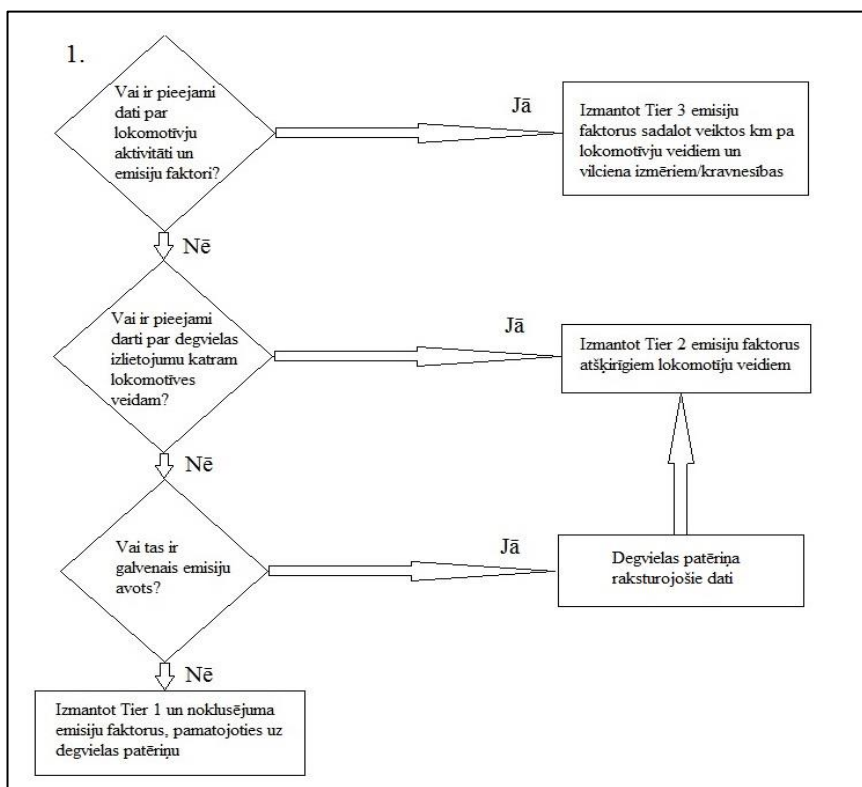 1.
Vai ir pieejami
dati par
lokomotīvju
aktivitāti un
emisiju faktori?
Jā
Izmantot Tier 3 emisiju
faktorus sadalot veiktos km pa
lokomotīvju veidiem un
vilciena izmēriem/kravnesības
Nē
Vai ir pieejami
darti par degvielas
izlietojumu katram
lokomotīves
veidam?
Jā
Izmantot Tier 2 emisiju faktorus
atšķirīgiem lokomotīju veidiem
Nē
Vai tas ir
galvenais emisiju
avots?
Jā
Degvielas patēriņa
raksturojošie dati
Nē
Izmantot Tier 1 un noklusējuma
emisiju faktorus, pamatojoties uz
degvielas patēriņu